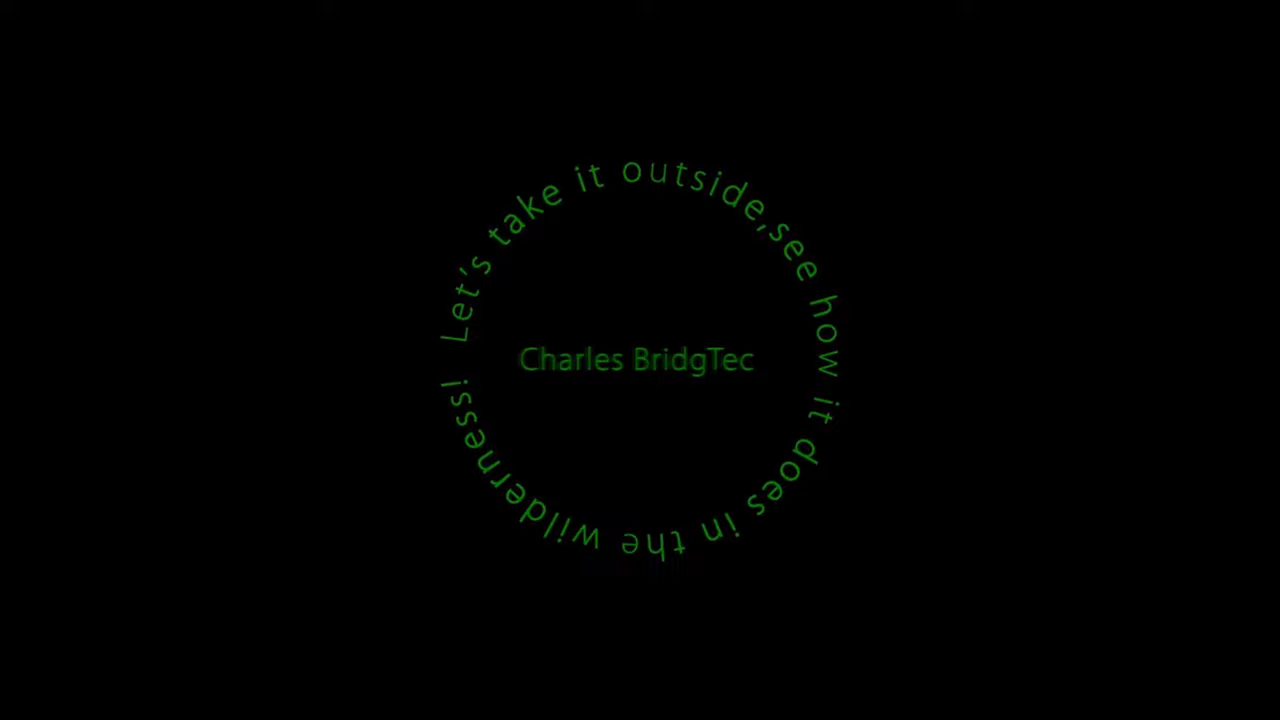 Let's take it outside,see how it does in the wilderness!
Charles BridgTec